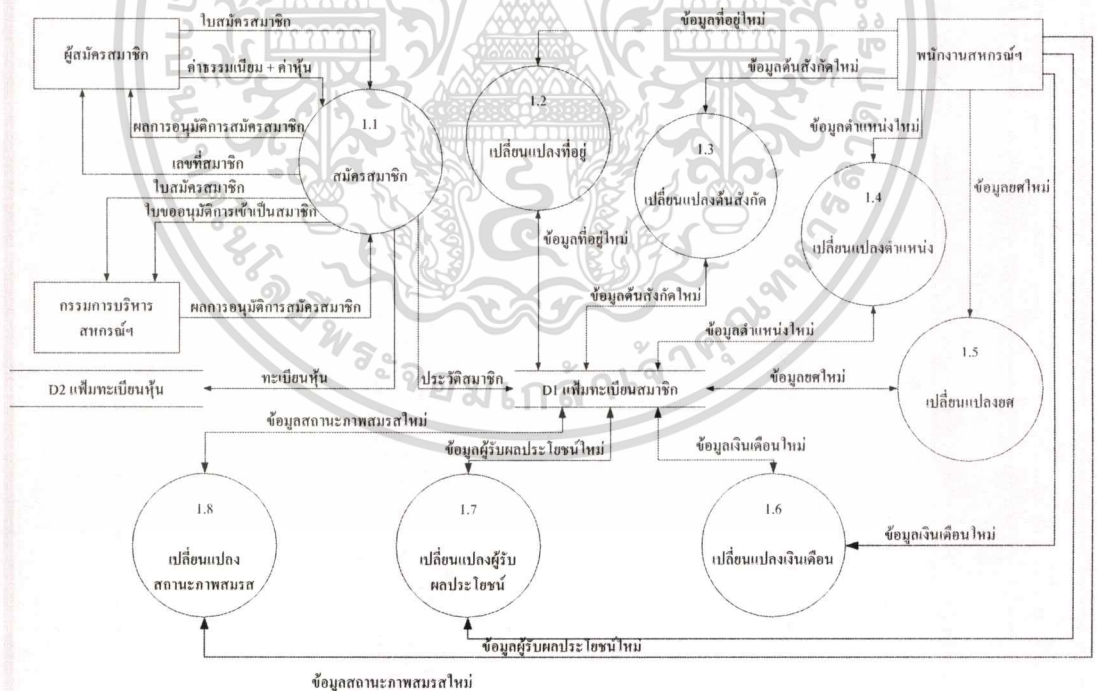 ใบสมัครสมาชิก
ข้อมูลที่อยู่ใหม่
ผู้สมัครสมาชิก
พนักงานสหกรณ์ฯ
ค่าธรรมเนียม + ค่าหุ้น
ข้อมูลต้นสังกัดใหม่
1.1
สมัครสมาชิก
1.2
เปลี่ยนแปลงที่อยู่
1.3
เปลี่ยนแปลงต้นสังกัด
ข้อมูลตำแหน่งใหม่
ผลการอนุมัติการสมัครสมาชิก
เลขที่สมาชิก
ใบสมัครสมาชิก
ใบขออนุมัติการเข้าเป็นสมาชิก
1.4
เปลี่ยนแปลงตำแหน่ง
ข้อมูลยศใหม่
ข้อมูลที่อยู่ใหม่
กรรมการบริหาร
สหกรณ์ฯ
ผลการอนุมัติการสมัครสมาชิก
ข้อมูลต้นสังกัดใหม่
ข้อมูลตำแหน่งใหม่
1.5
เปลี่ยนแปลงยศ
D2 แฟ้มทะเบียนหุ้น
ทะเบียนหุ้น
ประวัติสมาชิก
D1 แฟ้มทะเบียนสมาชิก
ข้อมูลยศใหม่
ข้อมูลสถานะภาพสมรสใหม่
ข้อมูลผู้รับผลประโยชน์ใหม่
ข้อมูลเงินเดือนใหม่
1.8
เปลี่ยนแปลง
สถานะภาพสมรส
1.7
เปลี่ยนแปลงผู้รับ
ผลประโยชน์
1.6
เปลี่ยนแปลงเงินเดือน
ข้อมูลเงินเดือนใหม่
ข้อมูลผู้รับผลประโยชน์ใหม่
ข้อมูลสถานะภาพสมรสใหม่
พระจอมเกล้าเจ้าคุณทหารลาดกระบัง